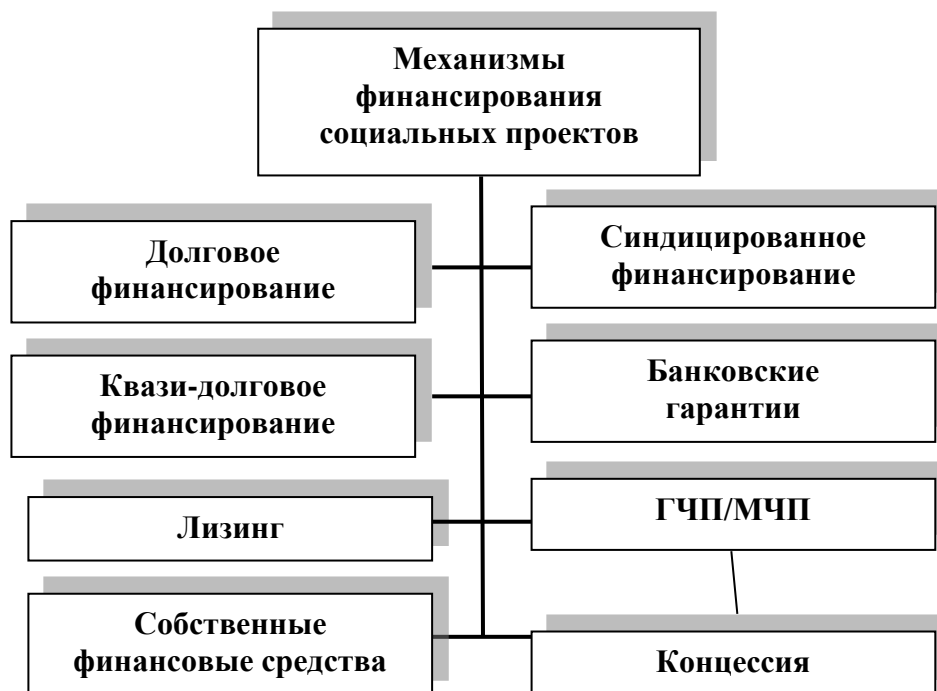 Механизмы
финансирования
социальных проектов
Долговое
финансирование
Синдицированное
финансирование
Квази-долговое
финансирование
Банковские
гарантии
Лизинг
ГЧП/МЧП
Собственные
финансовые средства
Концессия